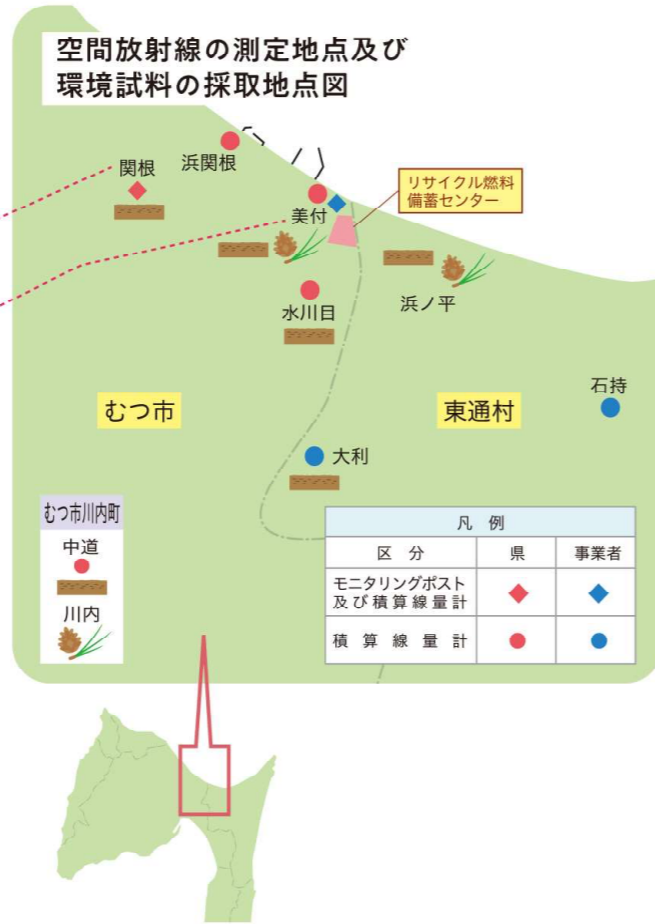 空間放射線の測定地点及び
環境試料の採取地点図
関根
浜関根
美付
リサイクル燃料
備蓄センター
水川目
浜ノ平
むつ市
東通村
石持
大利
むつ市川内町
中道
川内
凡 例
区 分 県 事業者
モニタリングポスト
及び積算線量計
積 算 線 量 計